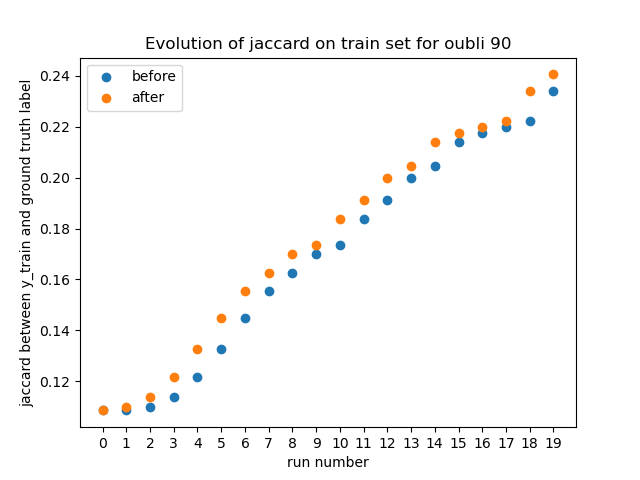 Evolution of jaccard on train set for oubli 90
before
after
jaccard between y_train and ground truth label
0.24
0.22
0.20
0.18
0.16
0.14
0.12
0 1 2 3 4 5 6 7 8 9 10 11 12 13 14 15 16 17 18 19
run number